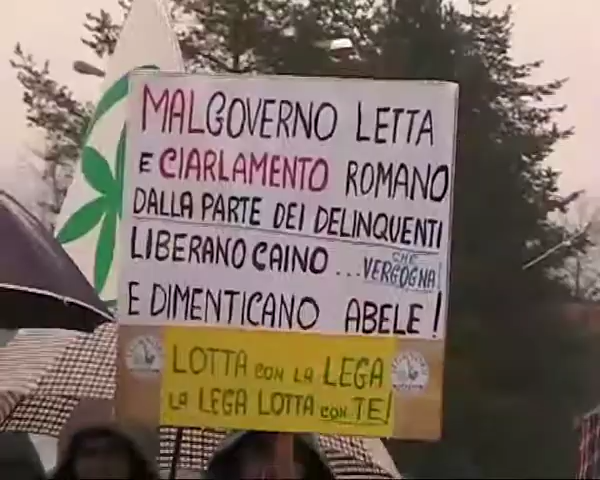 MALGOVERNO LETTA
E CIARLAMENTO ROMANO
DALLA PARTE DEI DELINQUENTI
LIBERANO CAINO ... CHE VERGOGNA!
E DIMENTICANO ABELE!
LOTTA CON LA LEGA
LA LEGA LOTTA CON TE!